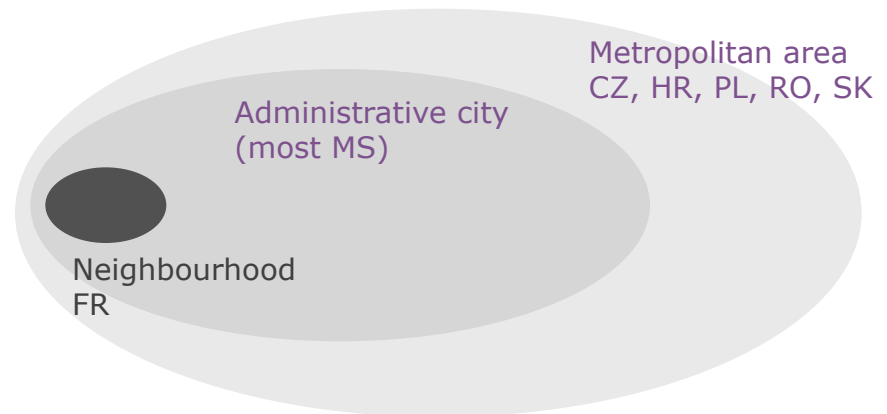 Metropolitan area
CZ, HR, PL, RO, SK
Administrative city
(most MS)
Neighbourhood
FR